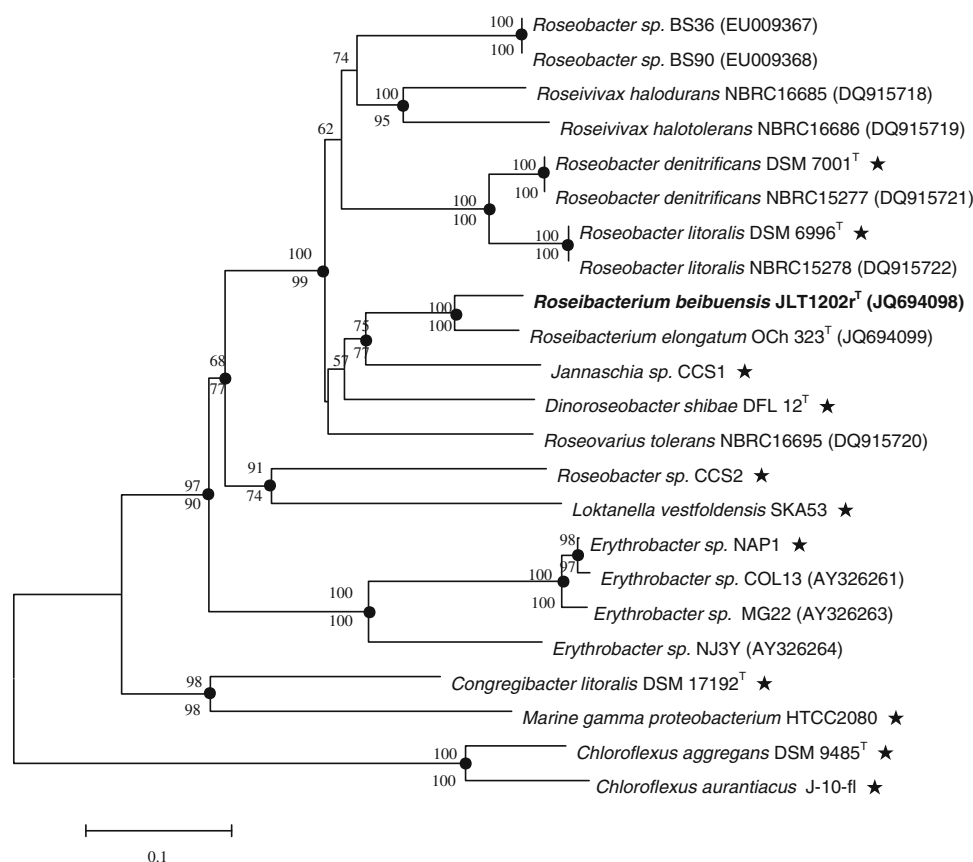 100
100
Roseobacter sp. BS36 (EU009367)
Roseobacter sp. BS90 (EU009368)
74
100
95
Roseivivax halodurans NBRC16685 (DQ915718)
Roseivivax halotolerans NBRC16686 (DQ915719)
62
100
100
Roseobacter denitrificans DSM 7001T ★
Roseobacter denitrificans NBRC15277 (DQ915721)
100
100
100
100
Roseobacter litoralis DSM 6996T ★
Roseobacter litoralis NBRC15278 (DQ915722)
100
99
100
100
Roseibacterium beibuensis JLT1202rT (JQ694098)
Roseibacterium elongatum OCh 323T (JQ694099)
75
77
57
Jannaschia sp. CCS1 ★
Dinoroseobacter shibae DFL 12T ★
Roseovarius tolerans NBRC16695 (DQ915720)
68
77
91
74
Roseobacter sp. CCS2 ★
Loktanella vestfoldensis SKA53 ★
97
90
98
97
Erythrobacter sp. NAP1 ★
Erythrobacter sp. COL13 (AY326261)
100
100
Erythrobacter sp. MG22 (AY326263)
100
100
Erythrobacter sp. NJ3Y (AY326264)
98
98
Congregibacter litoralis DSM 17192T ★
Marine gamma proteobacterium HTCC2080 ★
100
100
Chloroflexus aggregans DSM 9485T ★
Chloroflexus aurantiacus J-10-fl ★
0.1